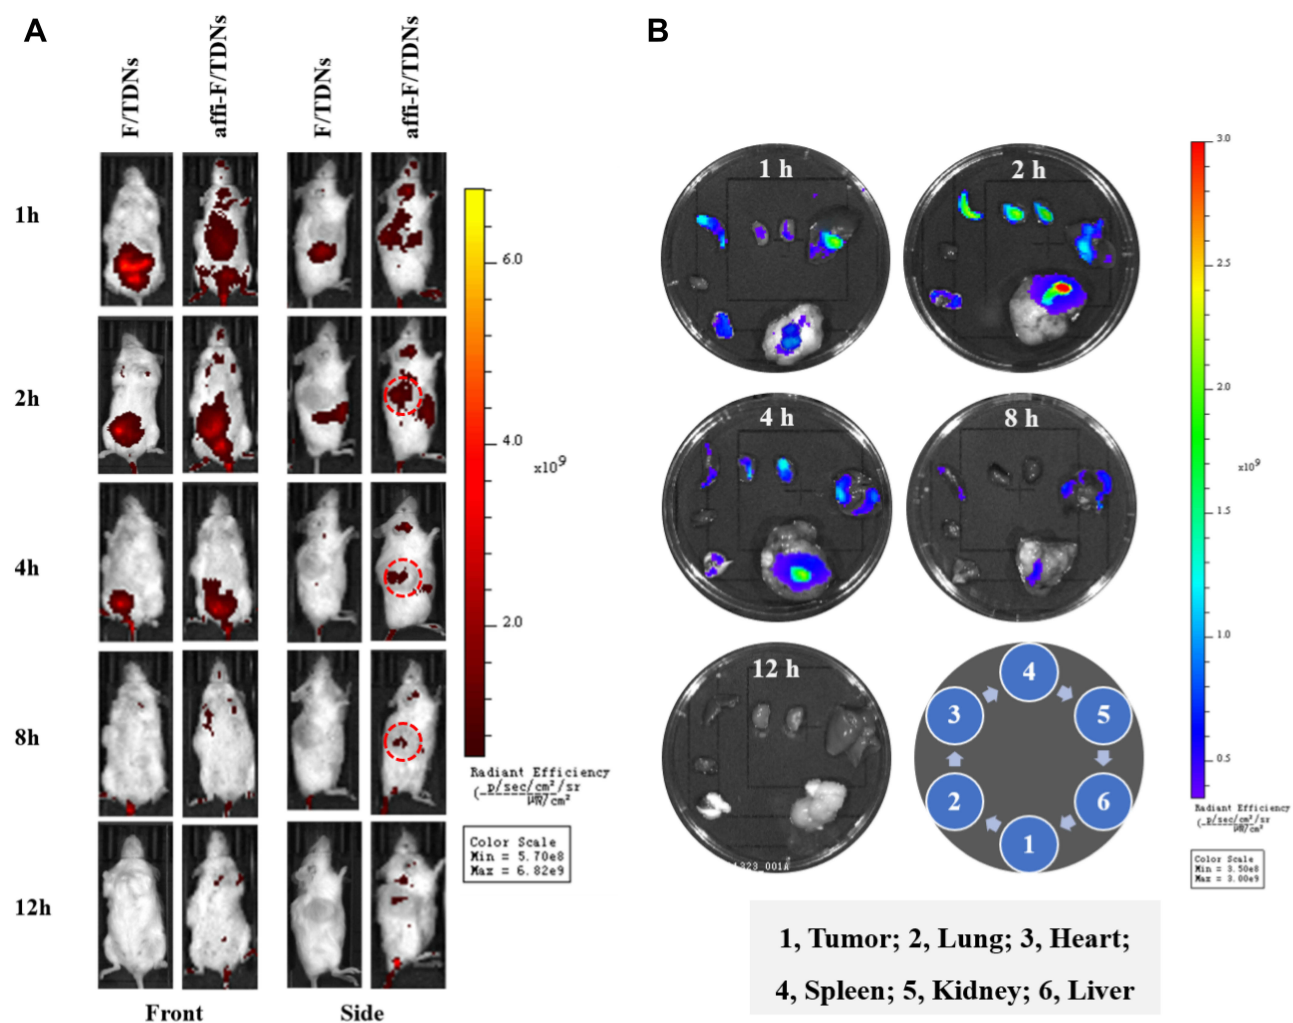 A
B
F/TDNs
affi-F/TDNs
F/TDNs
affi-F/TDNs
1h
2h
4h
8h
12h
Front
Side
6.0
4.0
x10⁹
2.0
Radiant Efficiency
(p/sec/cm²/sr
μW/cm²
Color Scale
Min = 5.70e8
Max = 6.82e9
1 h
2 h
4 h
8 h
12 h
3.0
2.5
2.0
x10⁹
1.5
1.0
0.5
Radiant Efficiency
(p/sec/cm²/sr
μW/cm²
Color Scale
Min = 3.50e8
Max = 3.00e9
4
3
5
2
6
1
1, Tumor; 2, Lung; 3, Heart;
4, Spleen; 5, Kidney; 6, Liver